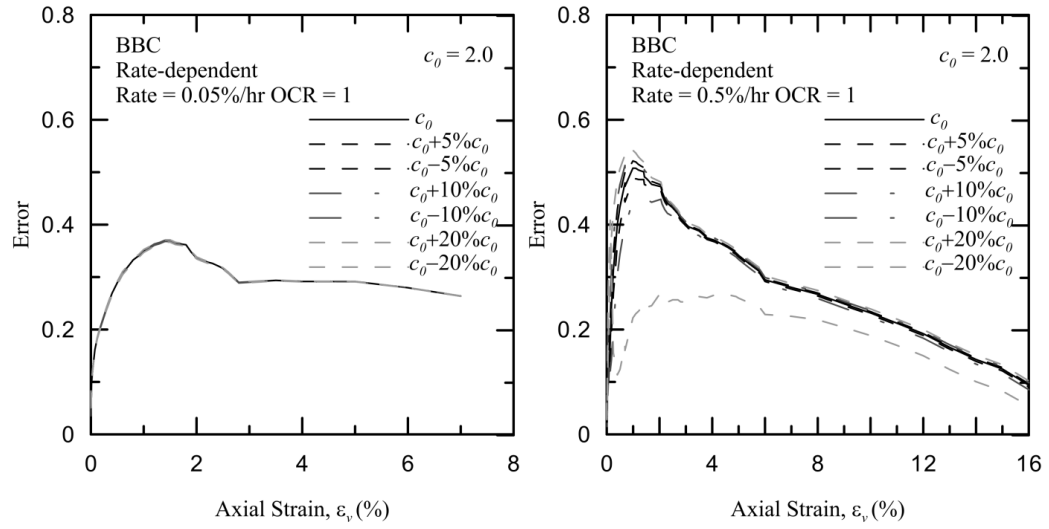 0.8
0.6
0.4
0.2
0
Error
BBC
c₀ = 2.0
Rate-dependent
Rate = 0.05%/hr OCR = 1
c₀
c₀+5%c₀
c₀−5%c₀
c₀+10%c₀
c₀−10%c₀
c₀+20%c₀
c₀−20%c₀
0 2 4 6 8
Axial Strain, εᵧ (%)
0.8
0.6
0.4
0.2
0
Error
BBC
c₀ = 2.0
Rate-dependent
Rate = 0.5%/hr OCR = 1
c₀
c₀+5%c₀
c₀−5%c₀
c₀+10%c₀
c₀−10%c₀
c₀+20%c₀
c₀−20%c₀
0 4 8 12 16
Axial Strain, εᵧ (%)